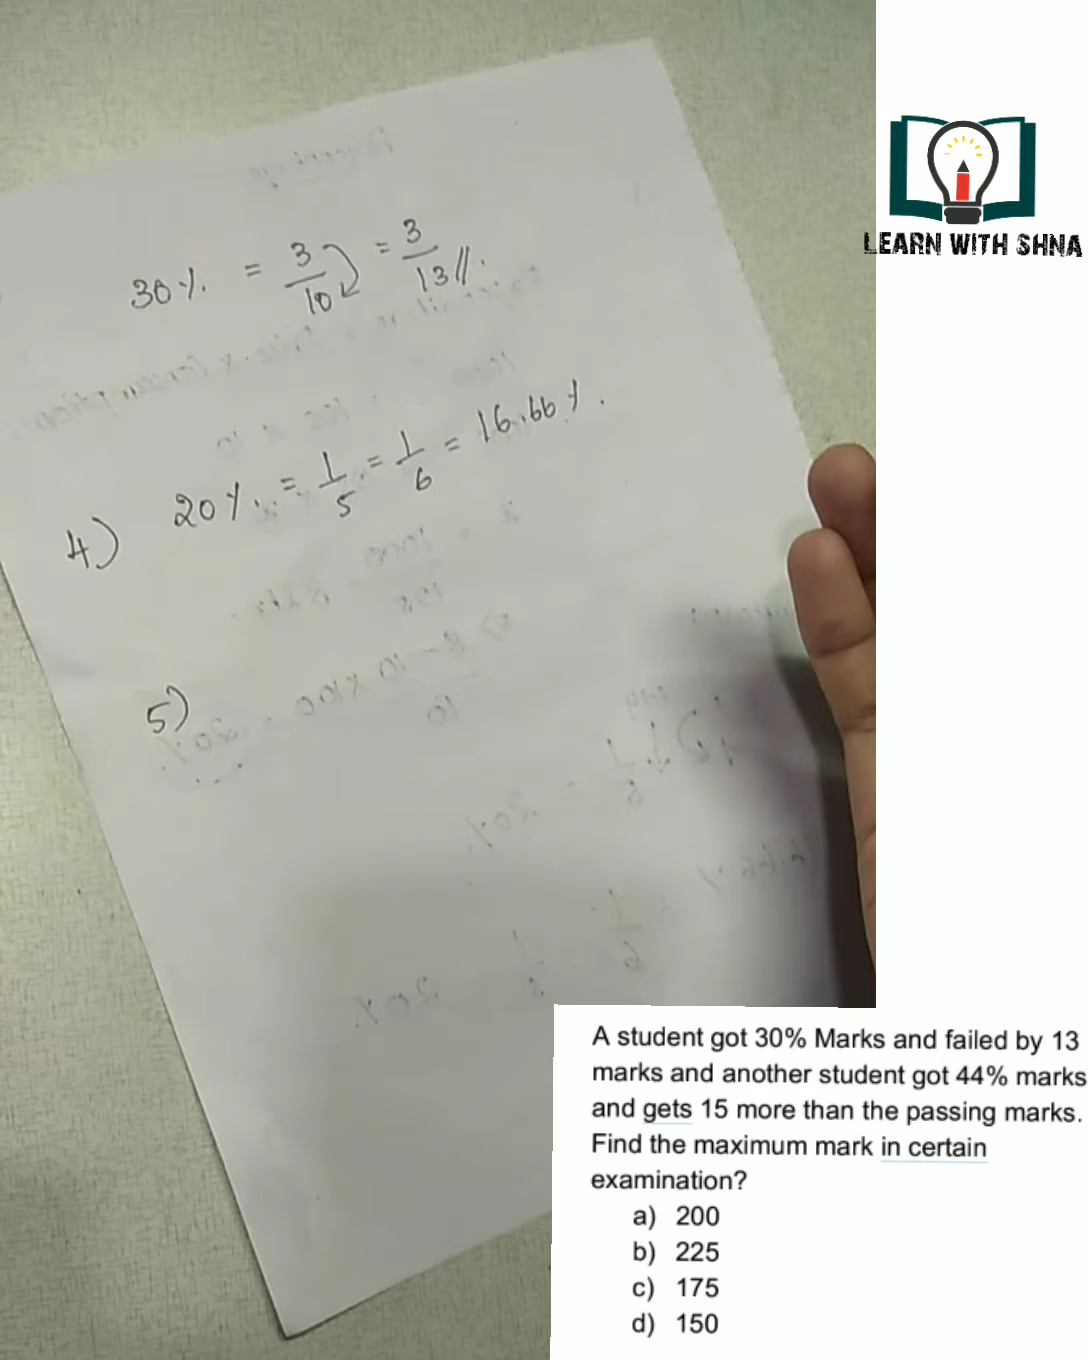 30% = 3/10 = 3/13//.
4) 20%. = 1/5 = 1/6 = 16.66%.
5)
LEARN WITH SHNA
A student got 30% Marks and failed by 13
marks and another student got 44% marks
and gets 15 more than the passing marks.
Find the maximum mark in certain
examination?
a) 200
b) 225
c) 175
d) 150